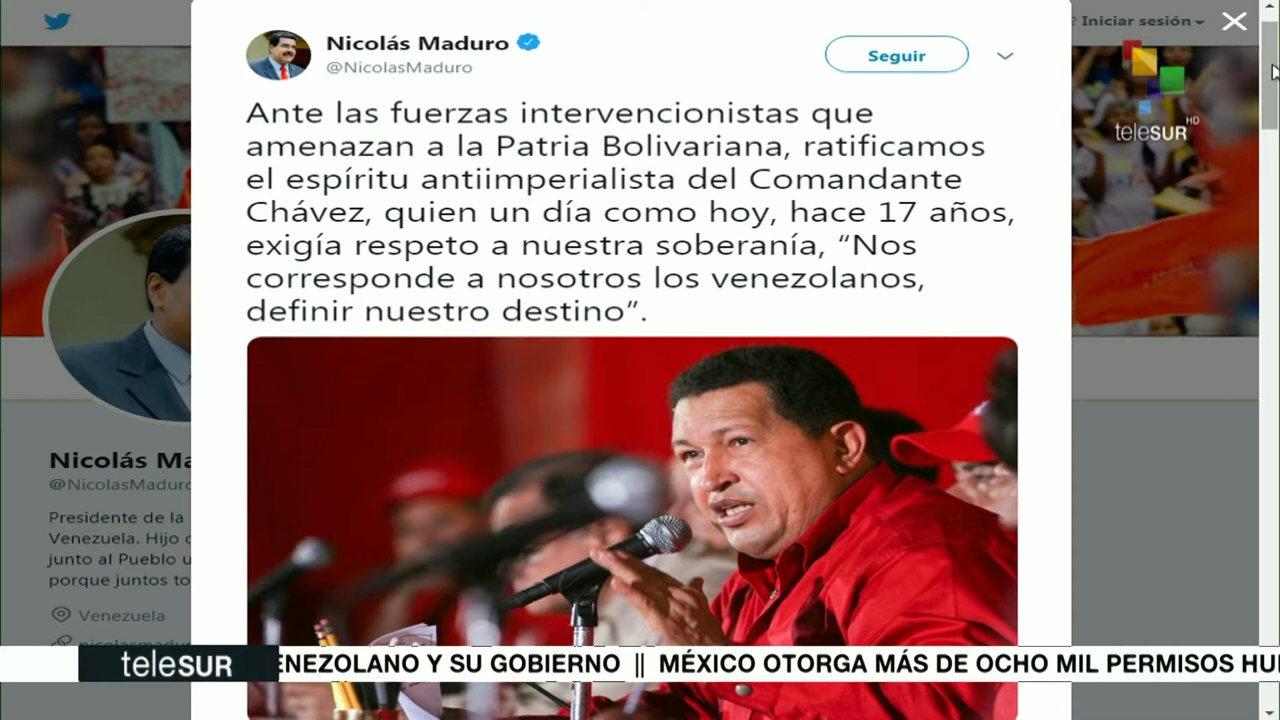 Nicolás Maduro
@NicolasMaduro
Seguir
Iniciar sesión
Ante las fuerzas intervencionistas que
amenazan a la Patria Bolivariana, ratificamos
el espíritu antiimperialista del Comandante
Chávez, quien un día como hoy, hace 17 años,
exigía respeto a nuestra soberanía, “Nos
corresponde a nosotros los venezolanos,
definir nuestro destino”.
teleSUR HD
Nicolás Ma
@NicolasMaduro
Presidente de la
Venezuela. Hijo
junto al Pueblo u
porque juntos to
Venezuela
nicolasmadur
teleSUR
ENEZOLANO Y SU GOBIERNO || MÉXICO OTORGA MÁS DE OCHO MIL PERMISOS HU